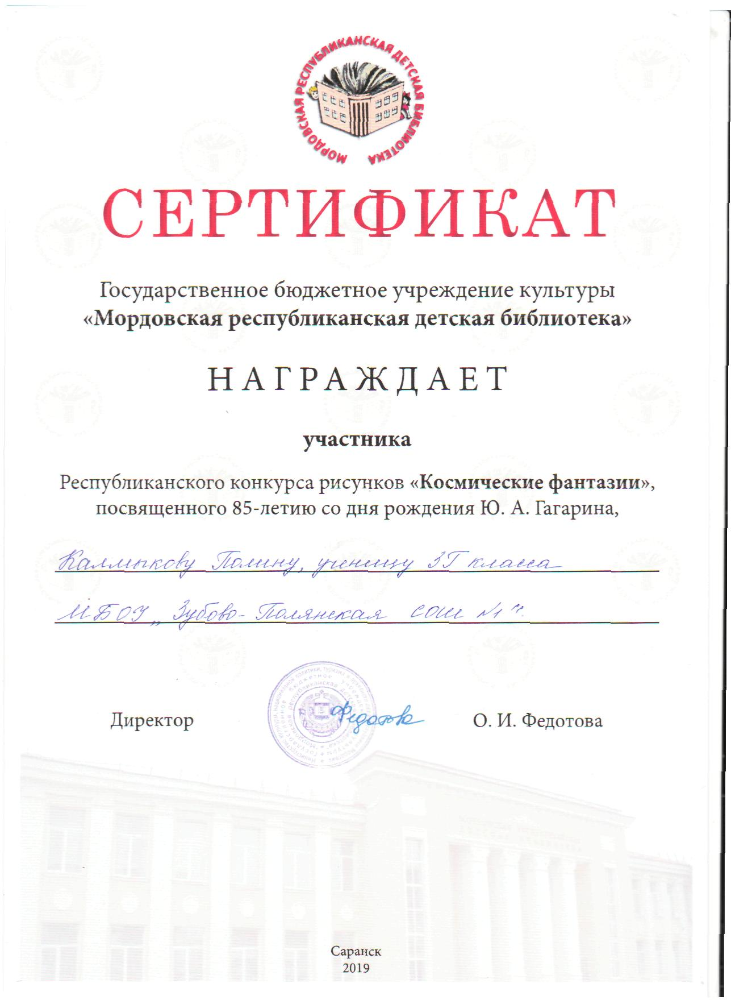 МОРДОВСКАЯ РЕСПУБЛИКАНСКАЯ ДЕТСКАЯ БИБЛИОТЕКА
СЕРТИФИКАТ
Государственное бюджетное учреждение культуры
«Мордовская республиканская детская библиотека»
НАГРАЖДАЕТ
участника
Республиканского конкурса рисунков «Космические фантазии»,
посвященного 85-летию со дня рождения Ю. А. Гагарина,
Калмыкову Полину, ученицу 3Г класса
МБОУ „Зубово-Полянская СОШ №1".
Директор
Федотова
О. И. Федотова
Саранск
2019